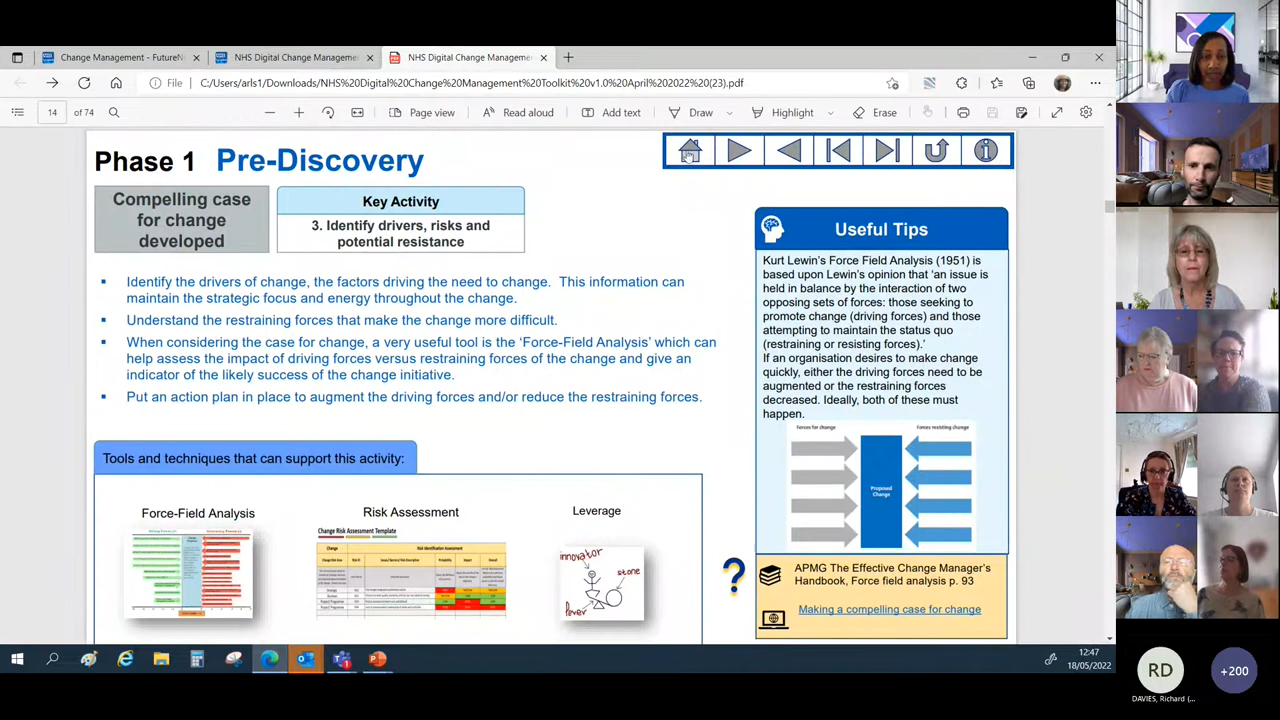 Change Management - FutureN
NHS Digital Change Management
NHS Digital Change Management
File
C:/Users/arls1/Downloads/NHS%20Digital%20Change%20Management%20Toolkit%20v1.0%20April%202022%20(23).pdf
14 of 74
Page view
Read aloud
Add text
Draw
Highlight
Erase
Phase 1 Pre-Discovery
Compelling case
for change
developed
Key Activity
3. Identify drivers, risks and
potential resistance
Identify the drivers of change, the factors driving the need to change. This information can
maintain the strategic focus and energy throughout the change.
Understand the restraining forces that make the change more difficult.
When considering the case for change, a very useful tool is the ‘Force-Field Analysis’ which can
help assess the impact of driving forces versus restraining forces of the change and give an
indicator of the likely success of the change initiative.
Put an action plan in place to augment the driving forces and/or reduce the restraining forces.
Tools and techniques that can support this activity:
Force-Field Analysis
Risk Assessment
Change Risk Assessment Template
Leverage
innovator
stone
lever
Useful Tips
Kurt Lewin’s Force Field Analysis (1951) is
based upon Lewin’s opinion that ‘an issue is
held in balance by the interaction of two
opposing sets of forces: those seeking to
promote change (driving forces) and those
attempting to maintain the status quo
(restraining or resisting forces).’
If an organisation desires to make change
quickly, either the driving forces need to be
augmented or the restraining forces
decreased. Ideally, both of these must
happen.
Forces for change
Forces resisting change
Proposed
Change
?
APMG The Effective Change Manager’s
Handbook, Force field analysis p. 93
Making a compelling case for change
12:47
18/05/2022
RD
+200
DAVIES, Richard (...